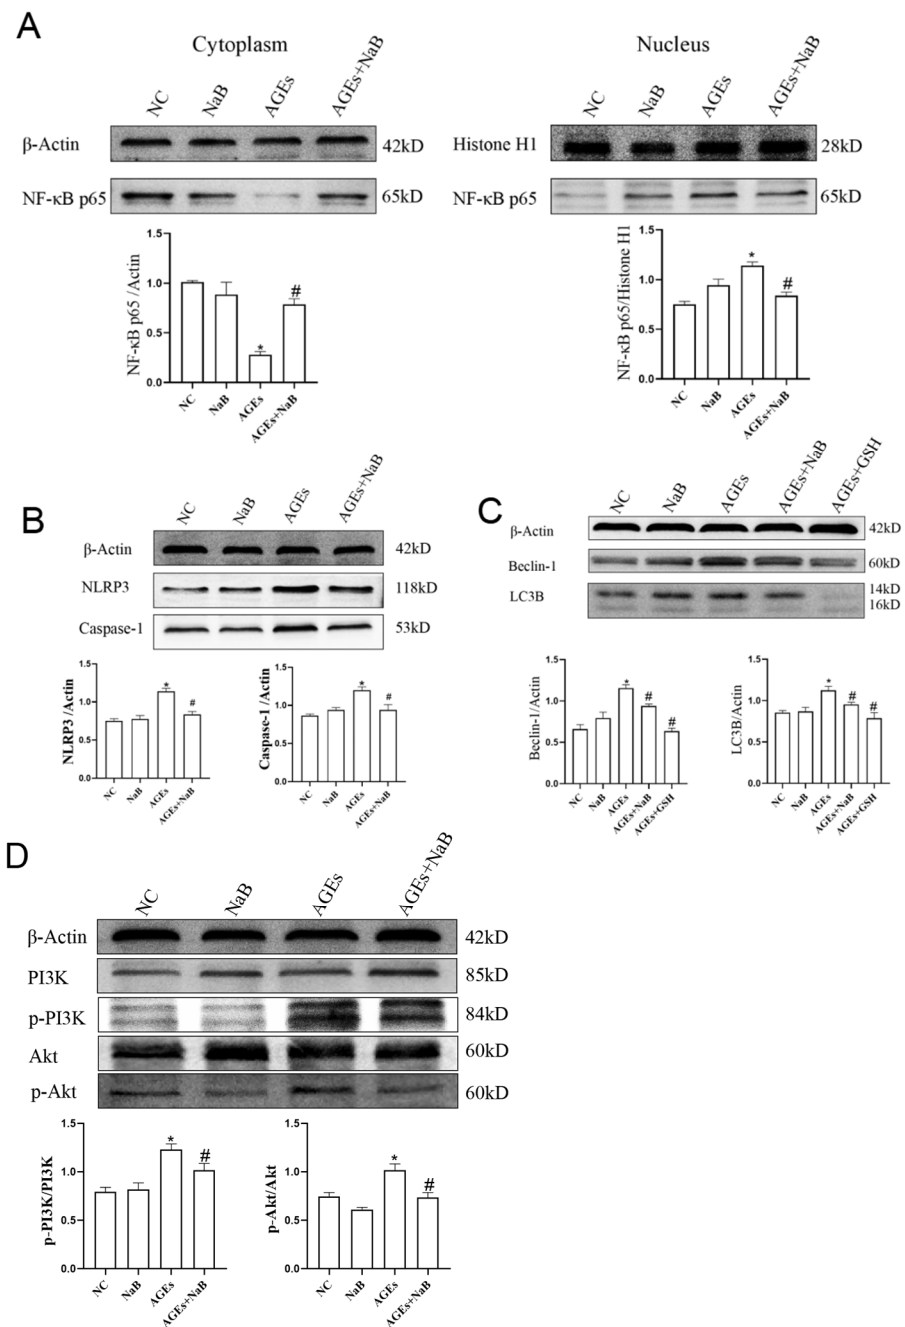 A
Cytoplasm
Nucleus
NC NaB AGEs AGEs+NaB
NC NaB AGEs AGEs+NaB
β-Actin 42kD
Histone H1 28kD
NF-κB p65 65kD
NF-κB p65 65kD
NF-κB p65 /Actin
1.5
1.0
0.5
0.0
*
#
NC NaB AGEs AGEs+NaB
NF-κB p65/Histone H1
1.5
1.0
0.5
0.0
*
#
NC NaB AGEs AGEs+NaB
B
NC NaB AGEs AGEs+NaB
β-Actin 42kD
NLRP3 118kD
Caspase-1 53kD
NLRP3 /Actin
1.5
1.0
0.5
0.0
*
#
NC NaB AGEs AGEs+NaB
Caspase-1 /Actin
1.5
1.0
0.5
0.0
*
#
NC NaB AGEs AGEs+NaB
C
NC NaB AGEs AGEs+NaB AGEs+GSH
β-Actin 42kD
Beclin-1 60kD
LC3B 14kD
16kD
Beclin-1/Actin
1.5
1.0
0.5
0.0
*
#
#
NC NaB AGEs AGEs+NaB AGEs+GSH
LC3B/Actin
1.5
1.0
0.5
0.0
*
#
#
NC NaB AGEs AGEs+NaB AGEs+GSH
D
NC NaB AGEs AGEs+NaB
β-Actin 42kD
PI3K 85kD
p-PI3K 84kD
Akt 60kD
p-Akt 60kD
p-PI3K/PI3K
1.5
1.0
0.5
0.0
*
#
NC NaB AGEs AGEs+NaB
p-Akt/Akt
1.5
1.0
0.5
0.0
*
#
NC NaB AGEs AGEs+NaB